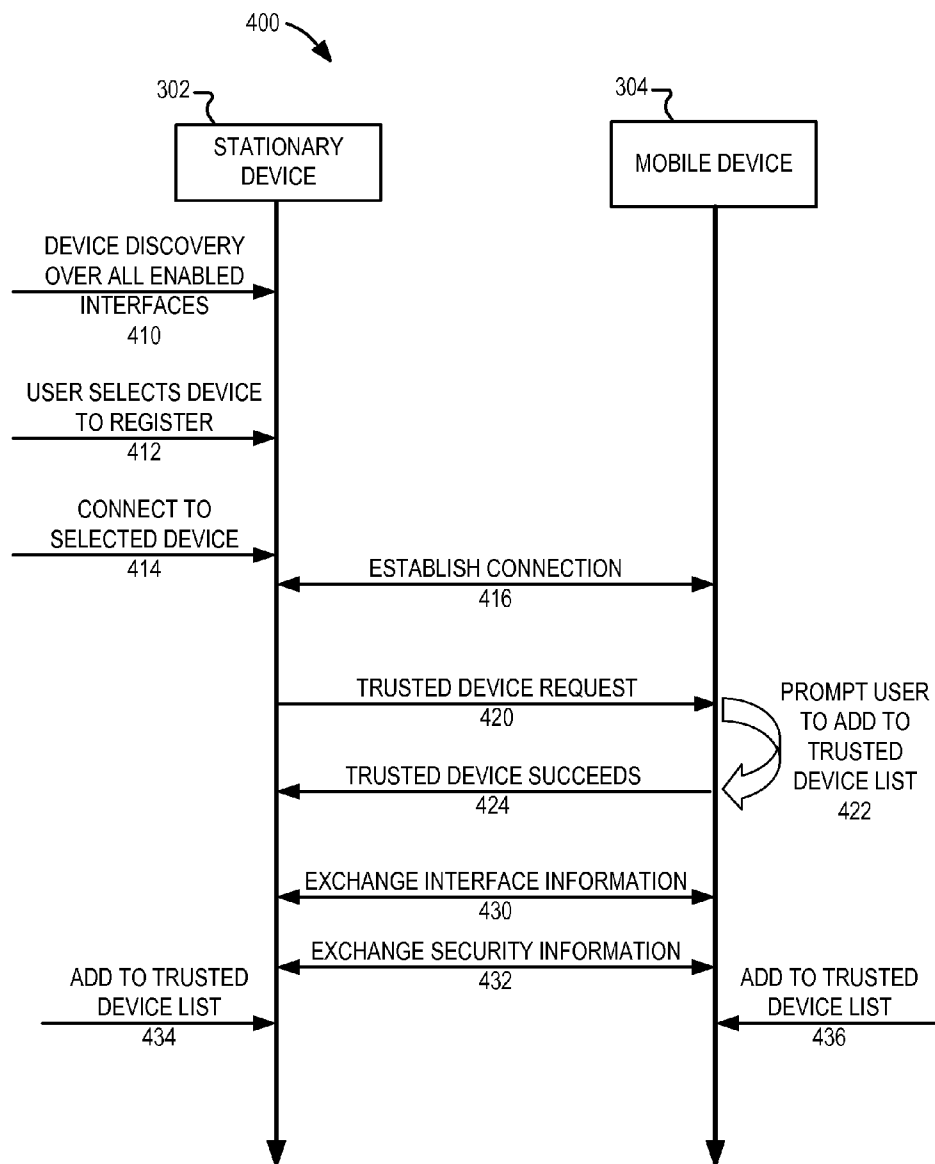 400
302
304
STATIONARY
DEVICE
MOBILE DEVICE
DEVICE DISCOVERY
OVER ALL ENABLED
INTERFACES
410
USER SELECTS DEVICE
TO REGISTER
412
CONNECT TO
SELECTED DEVICE
414
ESTABLISH CONNECTION
416
TRUSTED DEVICE REQUEST
420
PROMPT USER
TO ADD TO
TRUSTED
DEVICE LIST
422
TRUSTED DEVICE SUCCEEDS
424
EXCHANGE INTERFACE INFORMATION
430
EXCHANGE SECURITY INFORMATION
432
ADD TO TRUSTED
DEVICE LIST
434
ADD TO TRUSTED
DEVICE LIST
436